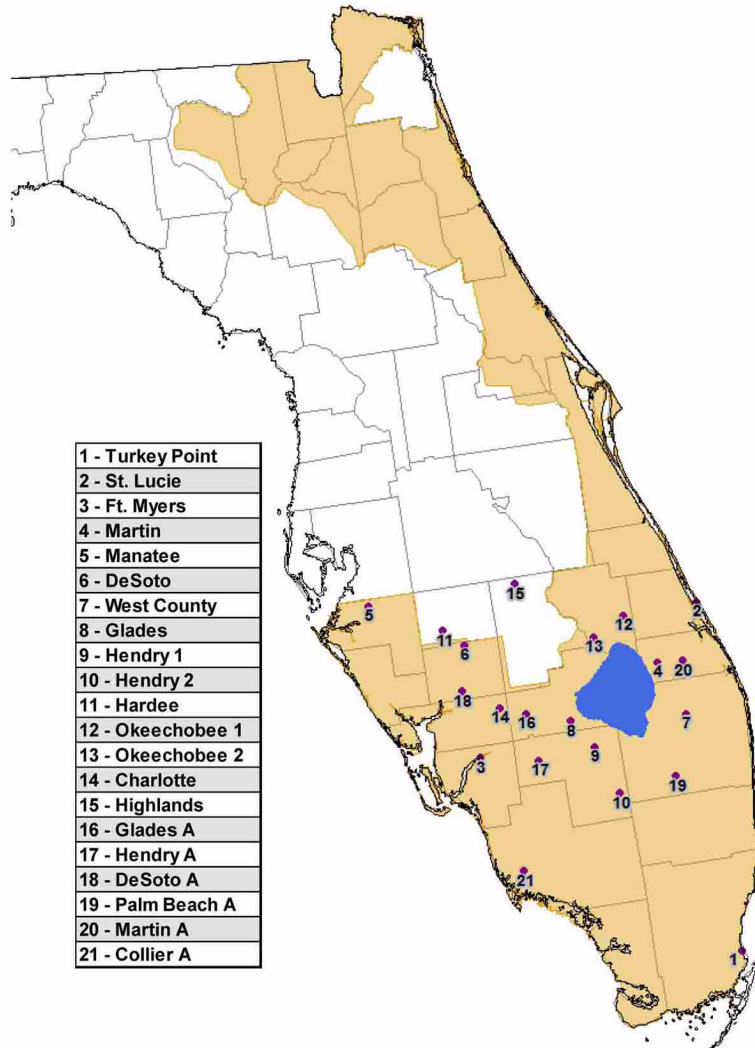 1 - Turkey Point
2 - St. Lucie
3 - Ft. Myers
4 - Martin
5 - Manatee
6 - DeSoto
7 - West County
8 - Glades
9 - Hendry 1
10 - Hendry 2
11 - Hardee
12 - Okeechobee 1
13 - Okeechobee 2
14 - Charlotte
15 - Highlands
16 - Glades A
17 - Hendry A
18 - DeSoto A
19 - Palm Beach A
20 - Martin A
21 - Collier A
15
5
2
12
11
13
6
4
20
18
14
16
8
7
9
3
17
19
10
21
1